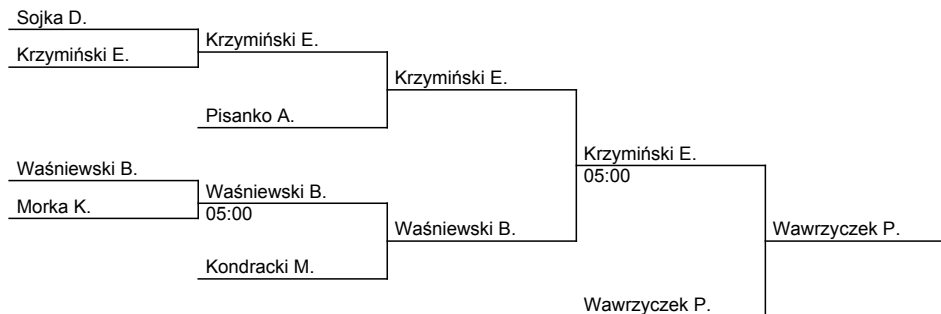 Sojka D.
Krzymiński E.
Krzymiński E.
Krzymiński E.
Pisanko A.
Krzymiński E.
05:00
Waśniewski B.
Waśniewski B.
05:00
Morka K.
Waśniewski B.
Wawrzyczek P.
Kondracki M.
Wawrzyczek P.